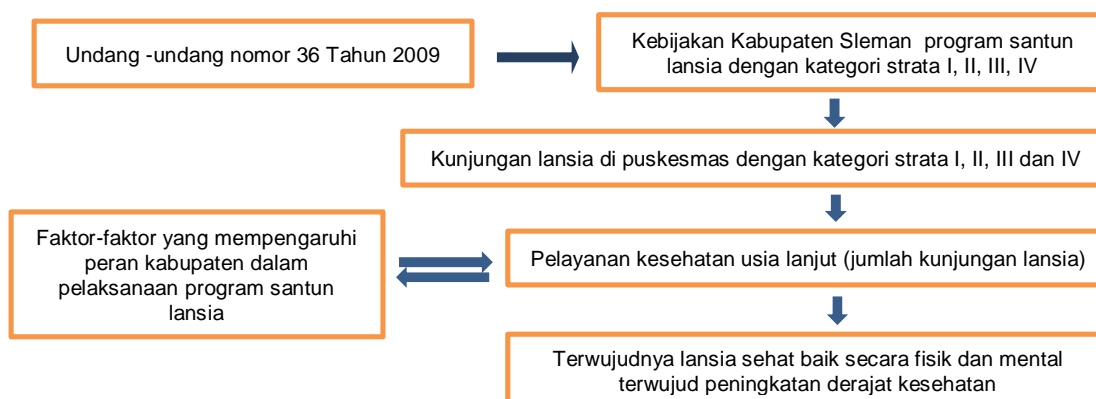 Undang -undang nomor 36 Tahun 2009
Kebijakan Kabupaten Sleman program santun
lansia dengan kategori strata I, II, III, IV
Kunjungan lansia di puskesmas dengan kategori strata I, II, III dan IV
Faktor-faktor yang mempengaruhi
peran kabupaten dalam
pelaksanaan program santun
lansia
Pelayanan kesehatan usia lanjut (jumlah kunjungan lansia)
Terwujudnya lansia sehat baik secara fisik dan mental
terwujud peningkatan derajat kesehatan